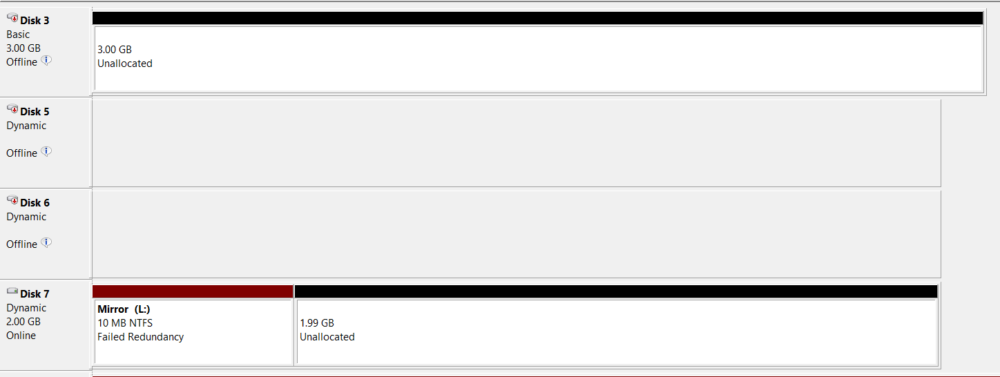 Disk 3
Basic
3.00 GB
Offline
3.00 GB
Unallocated
Disk 5
Dynamic
Offline
Disk 6
Dynamic
Offline
Disk 7
Dynamic
2.00 GB
Online
Mirror (L:)
10 MB NTFS
Failed Redundancy
1.99 GB
Unallocated